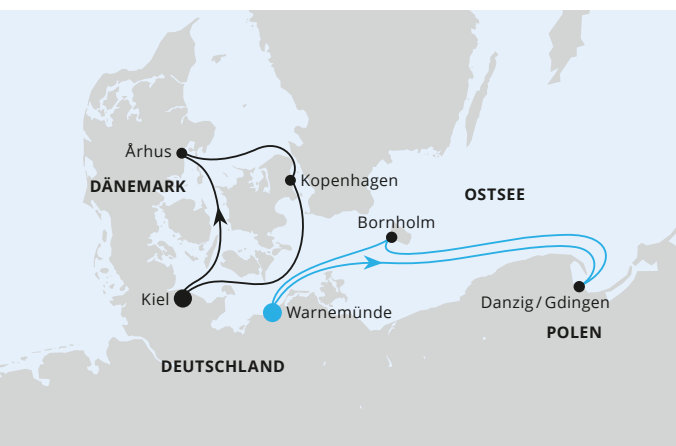 Århus
Kopenhagen
DÄNEMARK
OSTSEE
Bornholm
Kiel
Danzig / Gdingen
Warnemünde
POLEN
DEUTSCHLAND